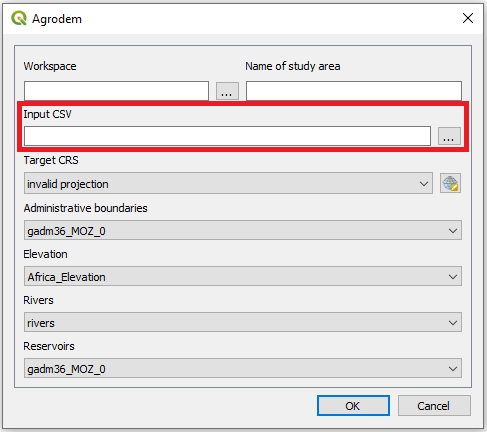 Agrodem
Workspace Name of study area
...
Input CSV
...
Target CRS
invalid projection
Administrative boundaries
gadm36_MOZ_0
Elevation
Africa_Elevation
Rivers
rivers
Reservoirs
gadm36_MOZ_0
OK Cancel